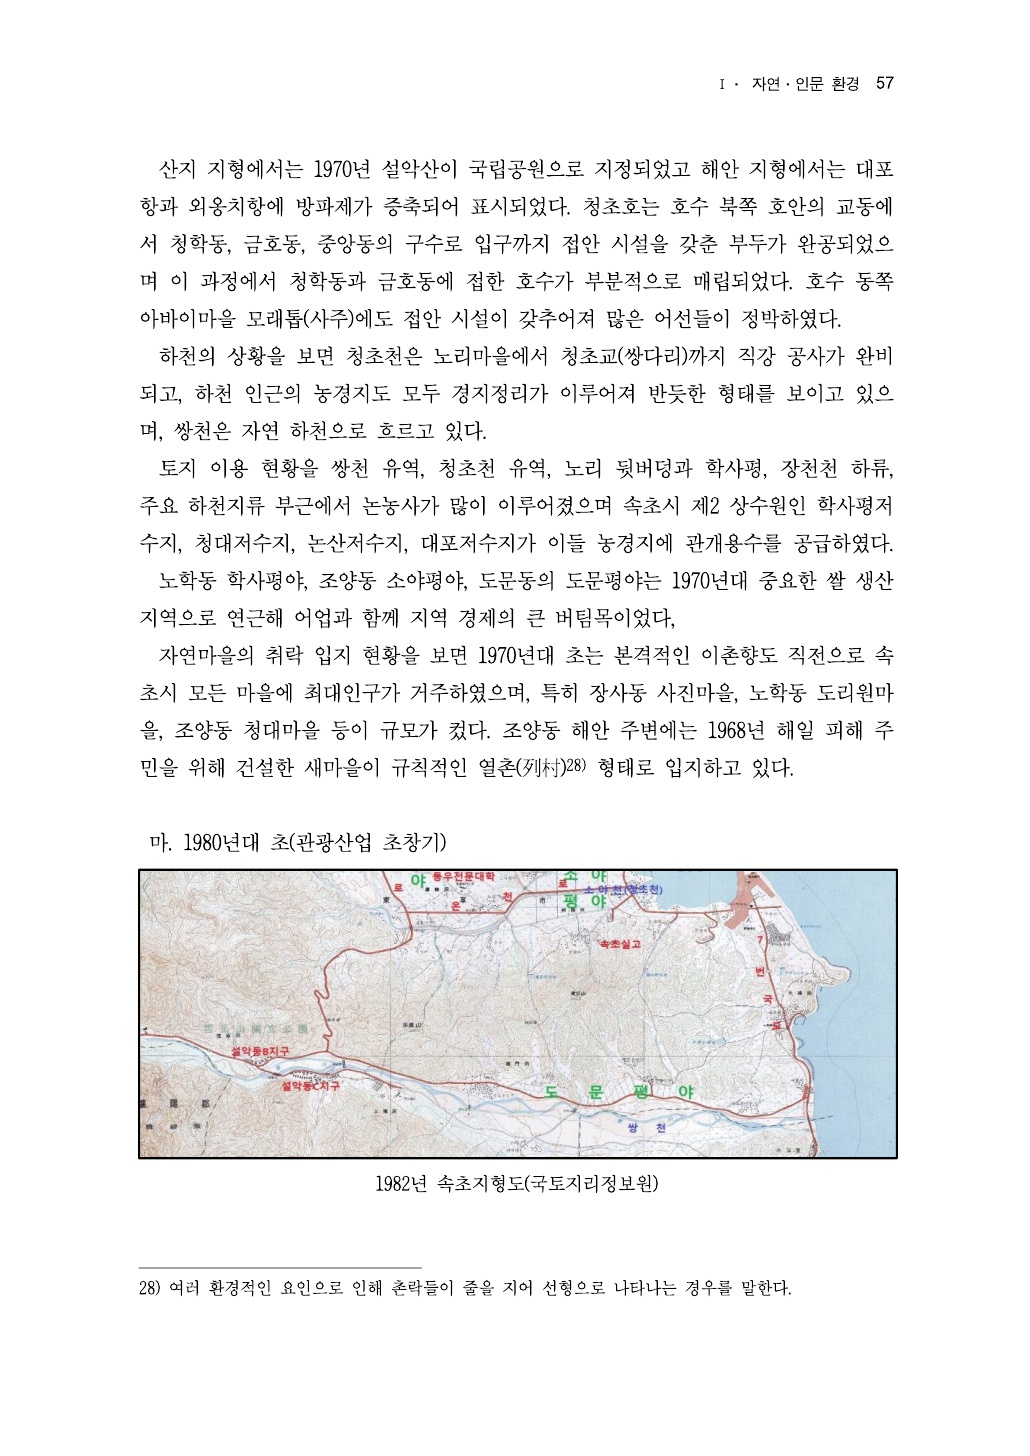 Ⅰ · 자연·인문 환경 57
산지 지형에서는 1970년 설악산이 국립공원으로 지정되었고 해안 지형에서는 대포
항과 외옹치항에 방파제가 증축되어 표시되었다. 청초호는 호수 북쪽 호안의 교동에
서 청학동, 금호동, 중앙동의 구수로 입구까지 접안 시설을 갖춘 부두가 완공되었으
며 이 과정에서 청학동과 금호동에 접한 호수가 부분적으로 매립되었다. 호수 동쪽
아바이마을 모래톱(사주)에도 접안 시설이 갖추어져 많은 어선들이 정박하였다.
하천의 상황을 보면 청초천은 노리마을에서 청초교(쌍다리)까지 직강 공사가 완비
되고, 하천 인근의 농경지도 모두 경지정리가 이루어져 반듯한 형태를 보이고 있으
며, 쌍천은 자연 하천으로 흐르고 있다.
토지 이용 현황을 쌍천 유역, 청초천 유역, 노리 뒷버덩과 학사평, 장천천 하류,
주요 하천지류 부근에서 논농사가 많이 이루어졌으며 속초시 제2 상수원인 학사평저
수지, 청대저수지, 논산저수지, 대포저수지가 이들 농경지에 관개용수를 공급하였다.
노학동 학사평야, 조양동 소야평야, 도문동의 도문평야는 1970년대 중요한 쌀 생산
지역으로 연근해 어업과 함께 지역 경제의 큰 버팀목이었다,
자연마을의 취락 입지 현황을 보면 1970년대 초는 본격적인 이촌향도 직전으로 속
초시 모든 마을에 최대인구가 거주하였으며, 특히 장사동 사진마을, 노학동 도리원마
을, 조양동 청대마을 등이 규모가 컸다. 조양동 해안 주변에는 1968년 해일 피해 주
민을 위해 건설한 새마을이 규칙적인 열촌(列村)28) 형태로 입지하고 있다.
마. 1980년대 초(관광산업 초창기)
야 동우전문대학 로 소 야
로 온 천 평 야 소야천(청초천)
속초실고
7
번
국
도
설악동B지구
설악동C지구
도 문 평 야
쌍 천
1982년 속초지형도(국토지리정보원)
28) 여러 환경적인 요인으로 인해 촌락들이 줄을 지어 선형으로 나타나는 경우를 말한다.